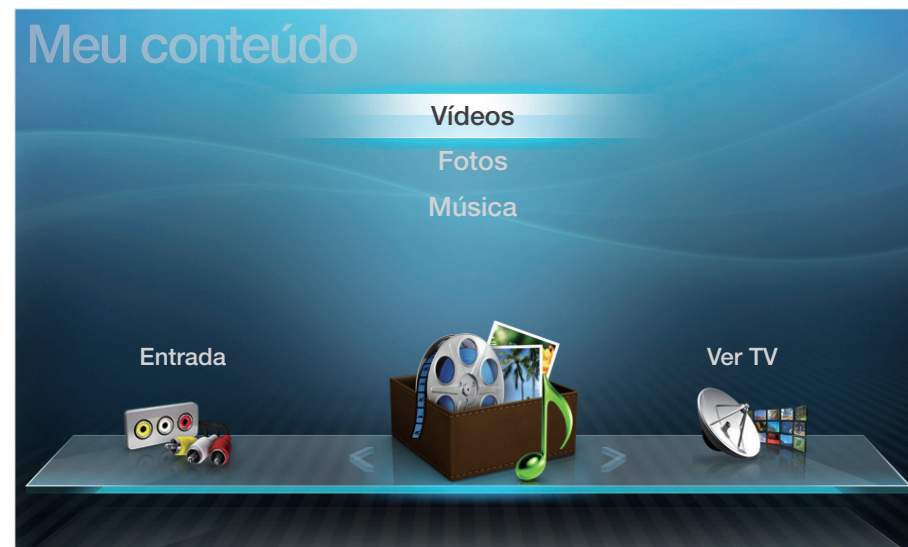 Meu conteúdo
Vídeos
Fotos
Música
Entrada
Ver TV